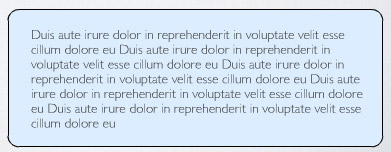 Duis aute irure dolor in reprehenderit in voluptate velit esse
cillum dolore eu Duis aute irure dolor in reprehenderit in
voluptate velit esse cillum dolore eu Duis aute irure dolor in
reprehenderit in voluptate velit esse cillum dolore eu Duis aute
irure dolor in reprehenderit in voluptate velit esse cillum dolore
eu Duis aute irure dolor in reprehenderit in voluptate velit esse
cillum dolore eu